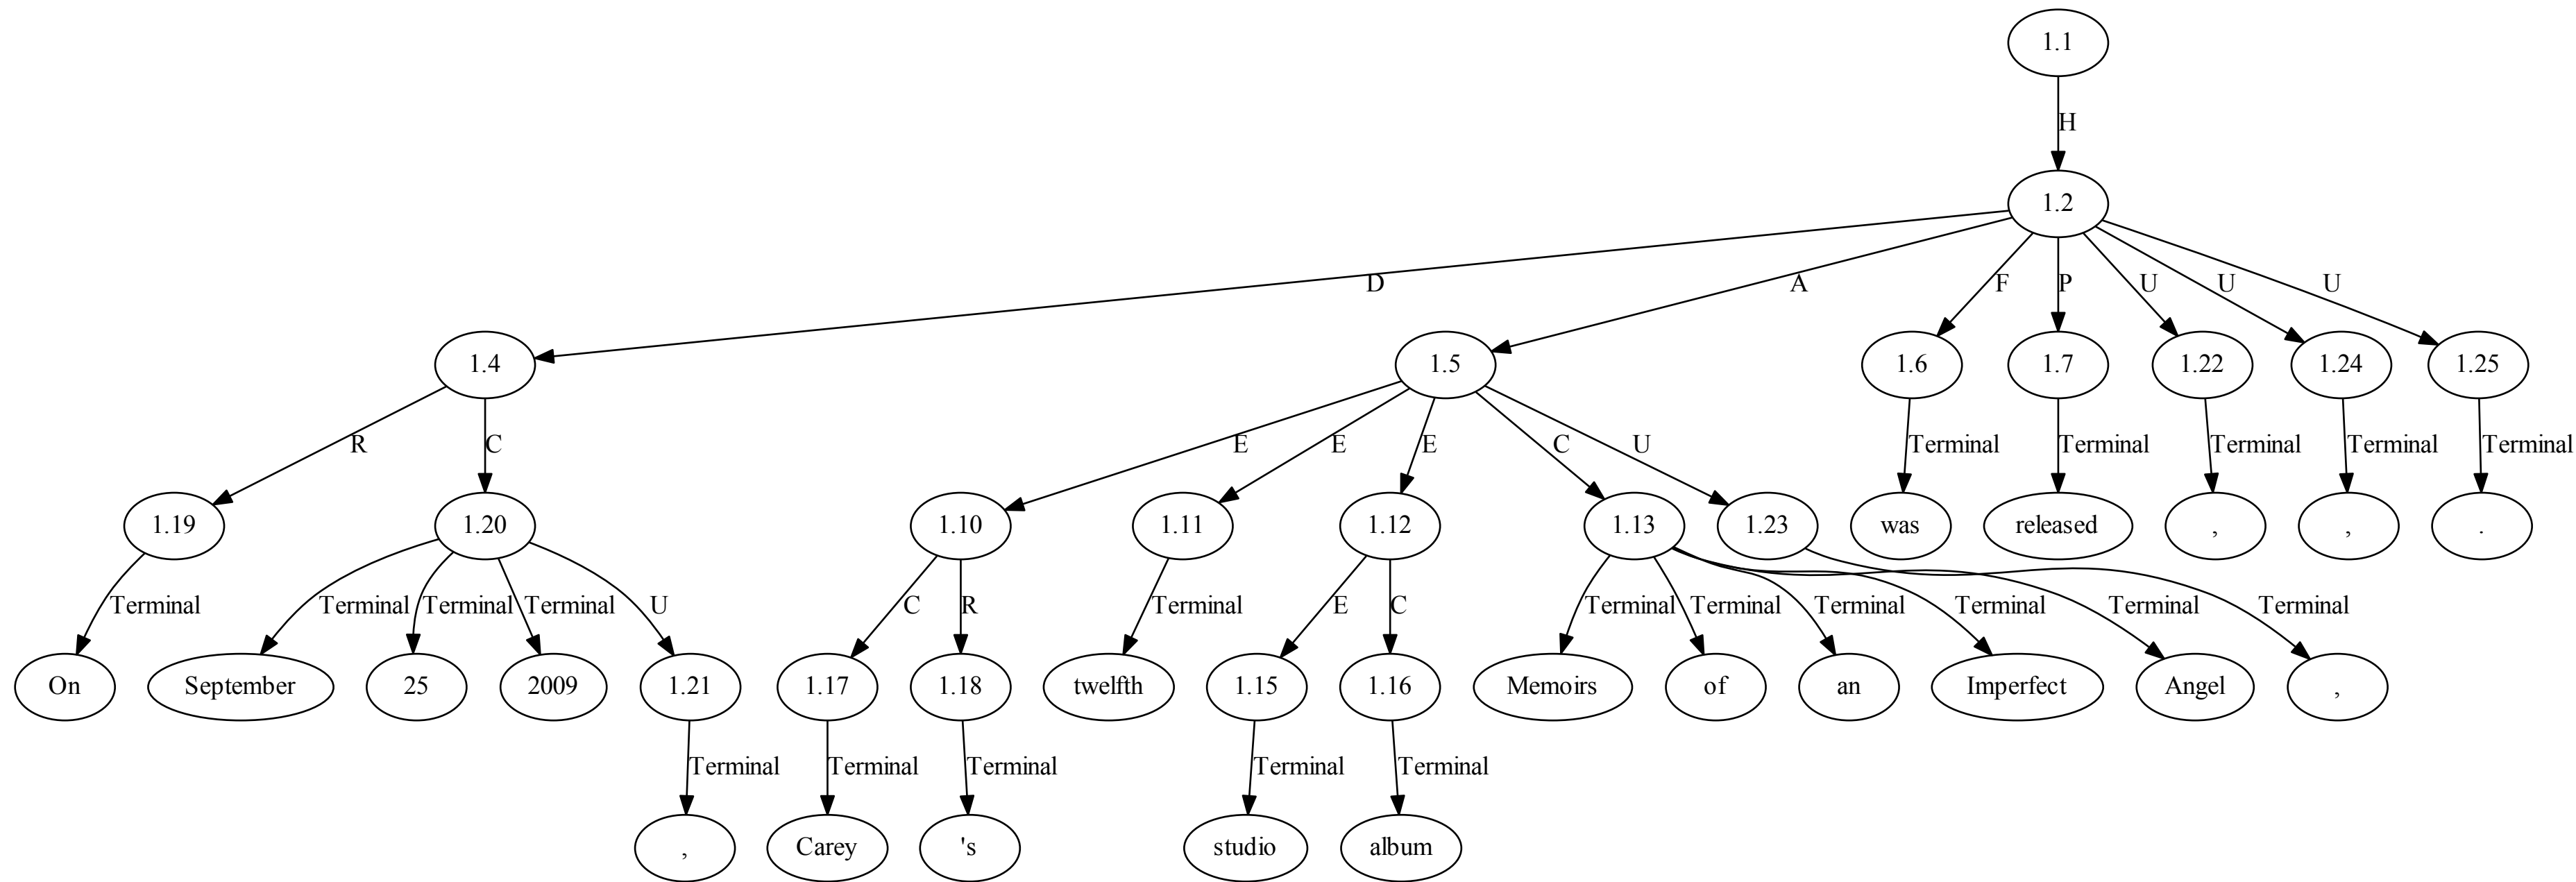 1.1
H
1.2
D A F P U U U
1.4 1.5 1.6 1.7 1.22 1.24 1.25
R C E E E C U Terminal Terminal Terminal Terminal Terminal
1.19 1.20 1.10 1.11 1.12 1.13 1.23 was released , , .
Terminal Terminal Terminal Terminal U C R Terminal E C Terminal Terminal Terminal Terminal Terminal Terminal
On September 25 2009 1.21 1.17 1.18 twelfth 1.15 1.16 Memoirs of an Imperfect Angel ,
Terminal Terminal Terminal Terminal Terminal
, Carey 's studio album